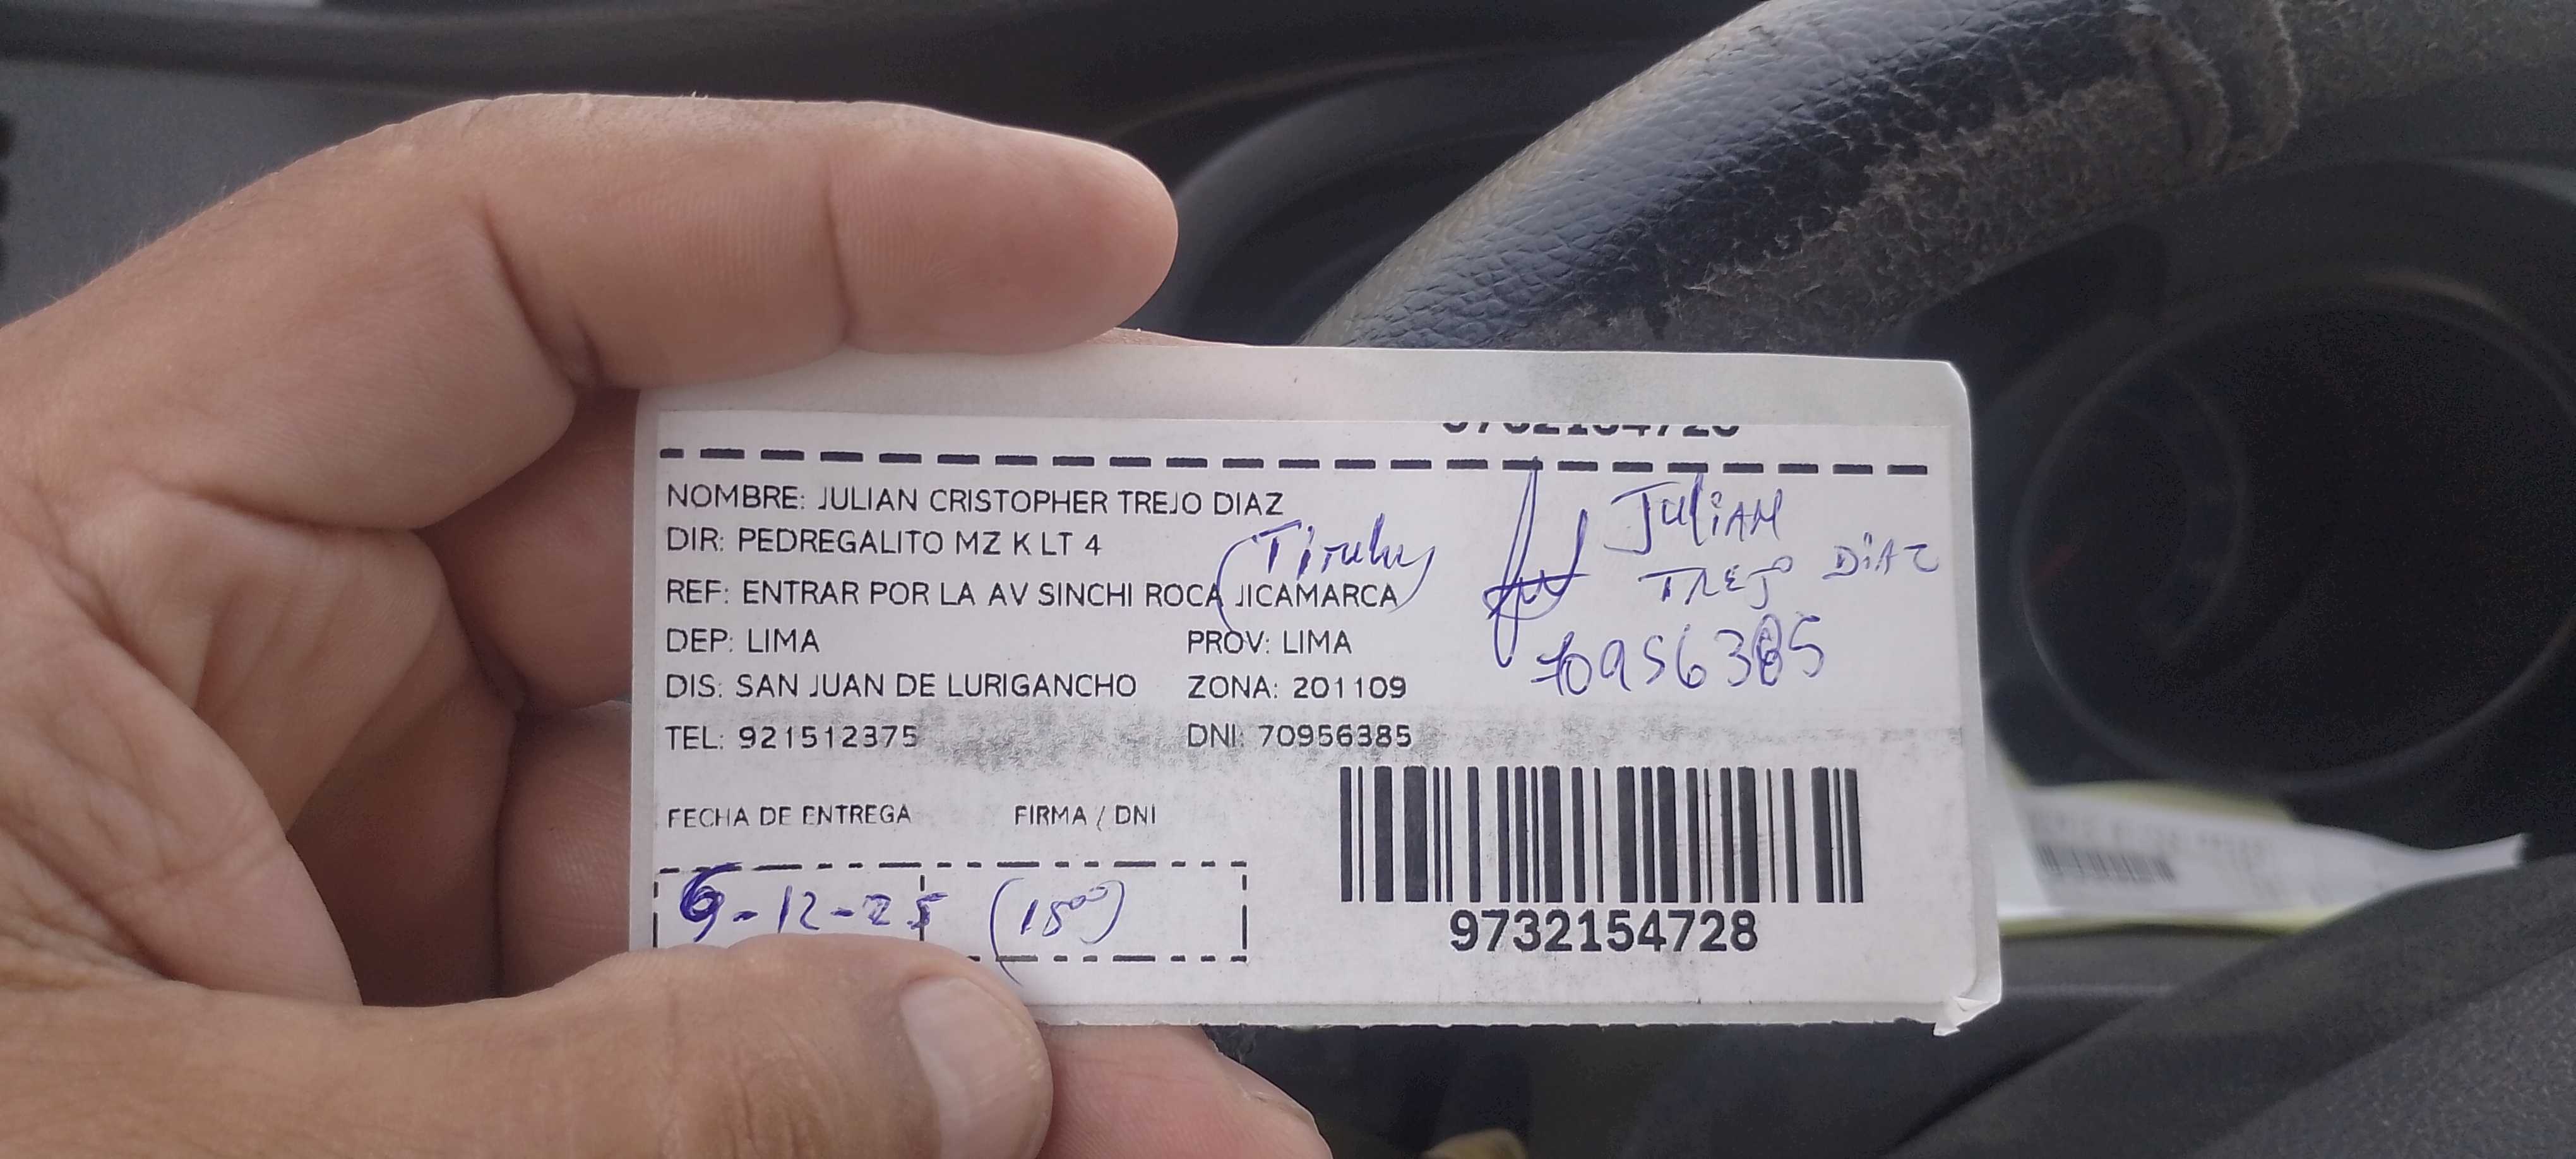 NOMBRE: JULIAN CRISTOPHER TREJO DIAZ
DIR: PEDREGALITO MZ K LT 4
(Titular)
REF: ENTRAR POR LA AV SINCHI ROCA JICAMARCA
DEP: LIMA PROV: LIMA
DIS: SAN JUAN DE LURIGANCHO ZONA: 201109
TEL: 921512375 DNI: 70956385
JULIAN
TREJO DIAZ
70956385
FECHA DE ENTREGA FIRMA / DNI
-12-25 (15⁰⁰)
9732154728